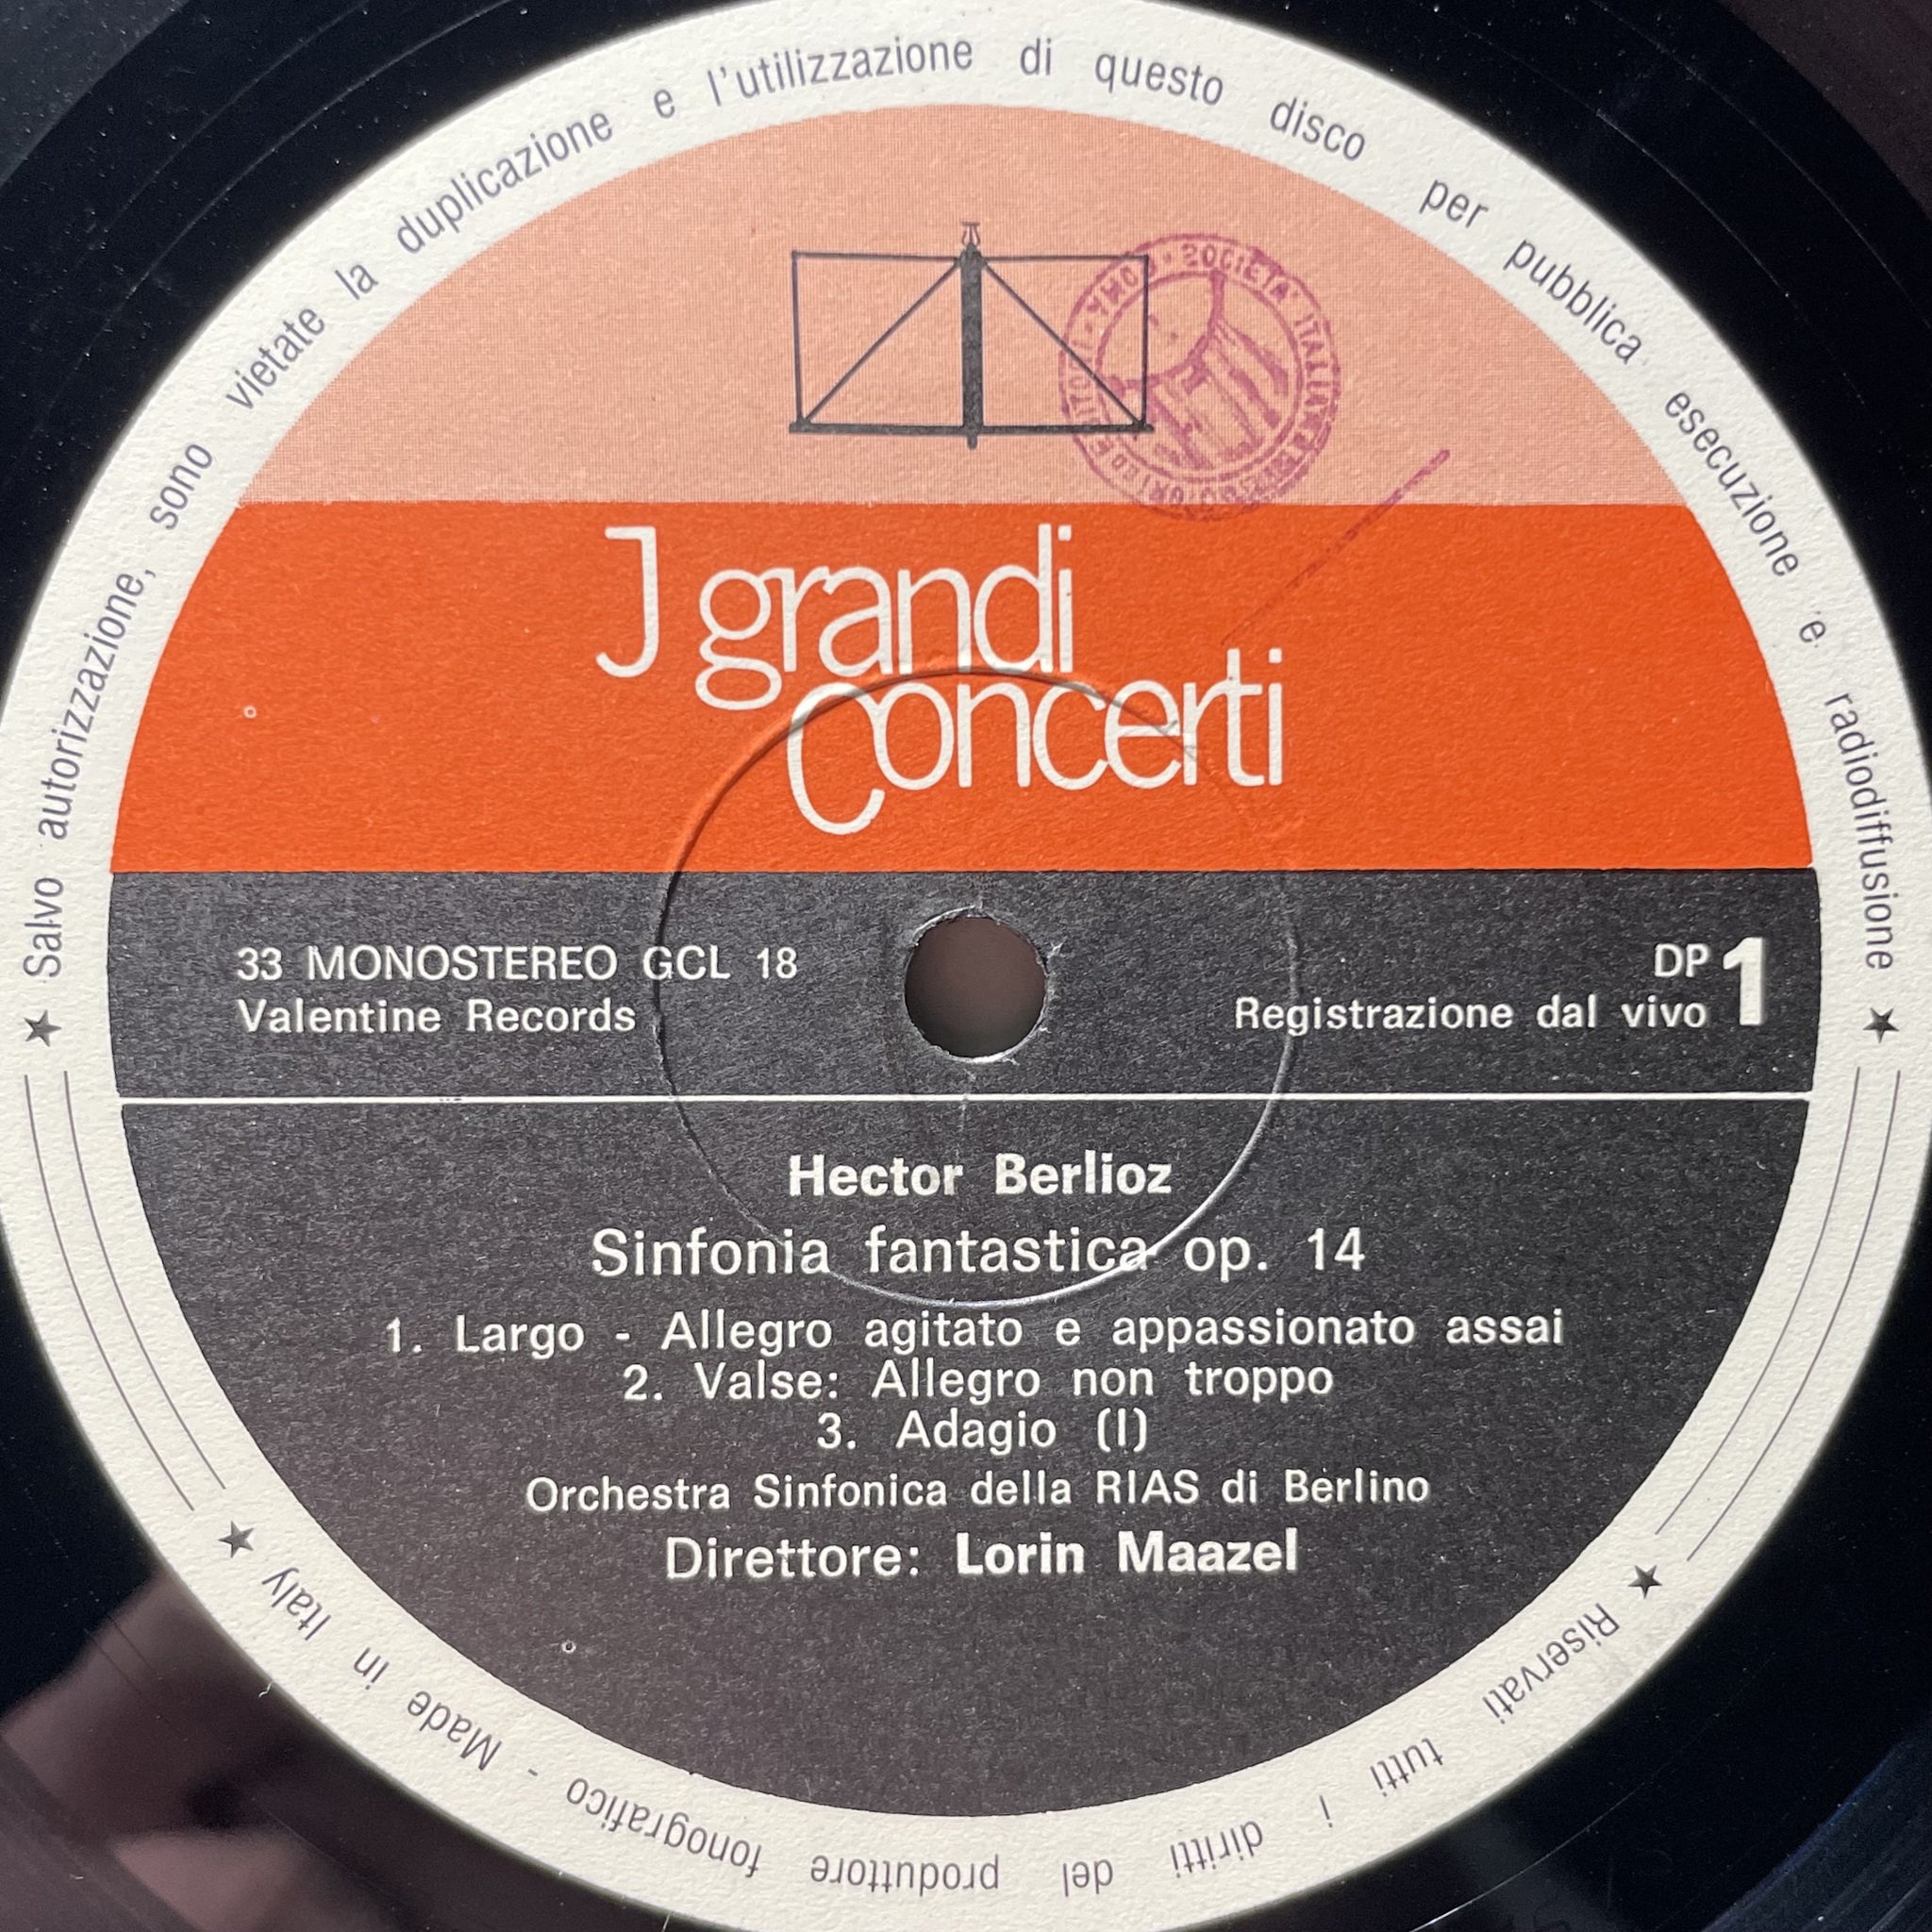 ★ Salvo autorizzazione, sono vietate la duplicazione e l'utilizzazione di questo disco per pubblica esecuzione e radiodiffusione ★
SOCIETA' ITALIANA
J grandi
concerti
33 MONOSTEREO GCL 18
Valentine Records
DP
Registrazione dal vivo
1
Hector Berlioz
Sinfonia fantastica op. 14
1. Largo - Allegro agitato e appassionato assai
2. Valse: Allegro non troppo
3. Adagio (I)
Orchestra Sinfonica della RIAS di Berlino
Direttore: Lorin Maazel
★ Riservati tutti i diritti del produttore fonografico - Made in Italy ★